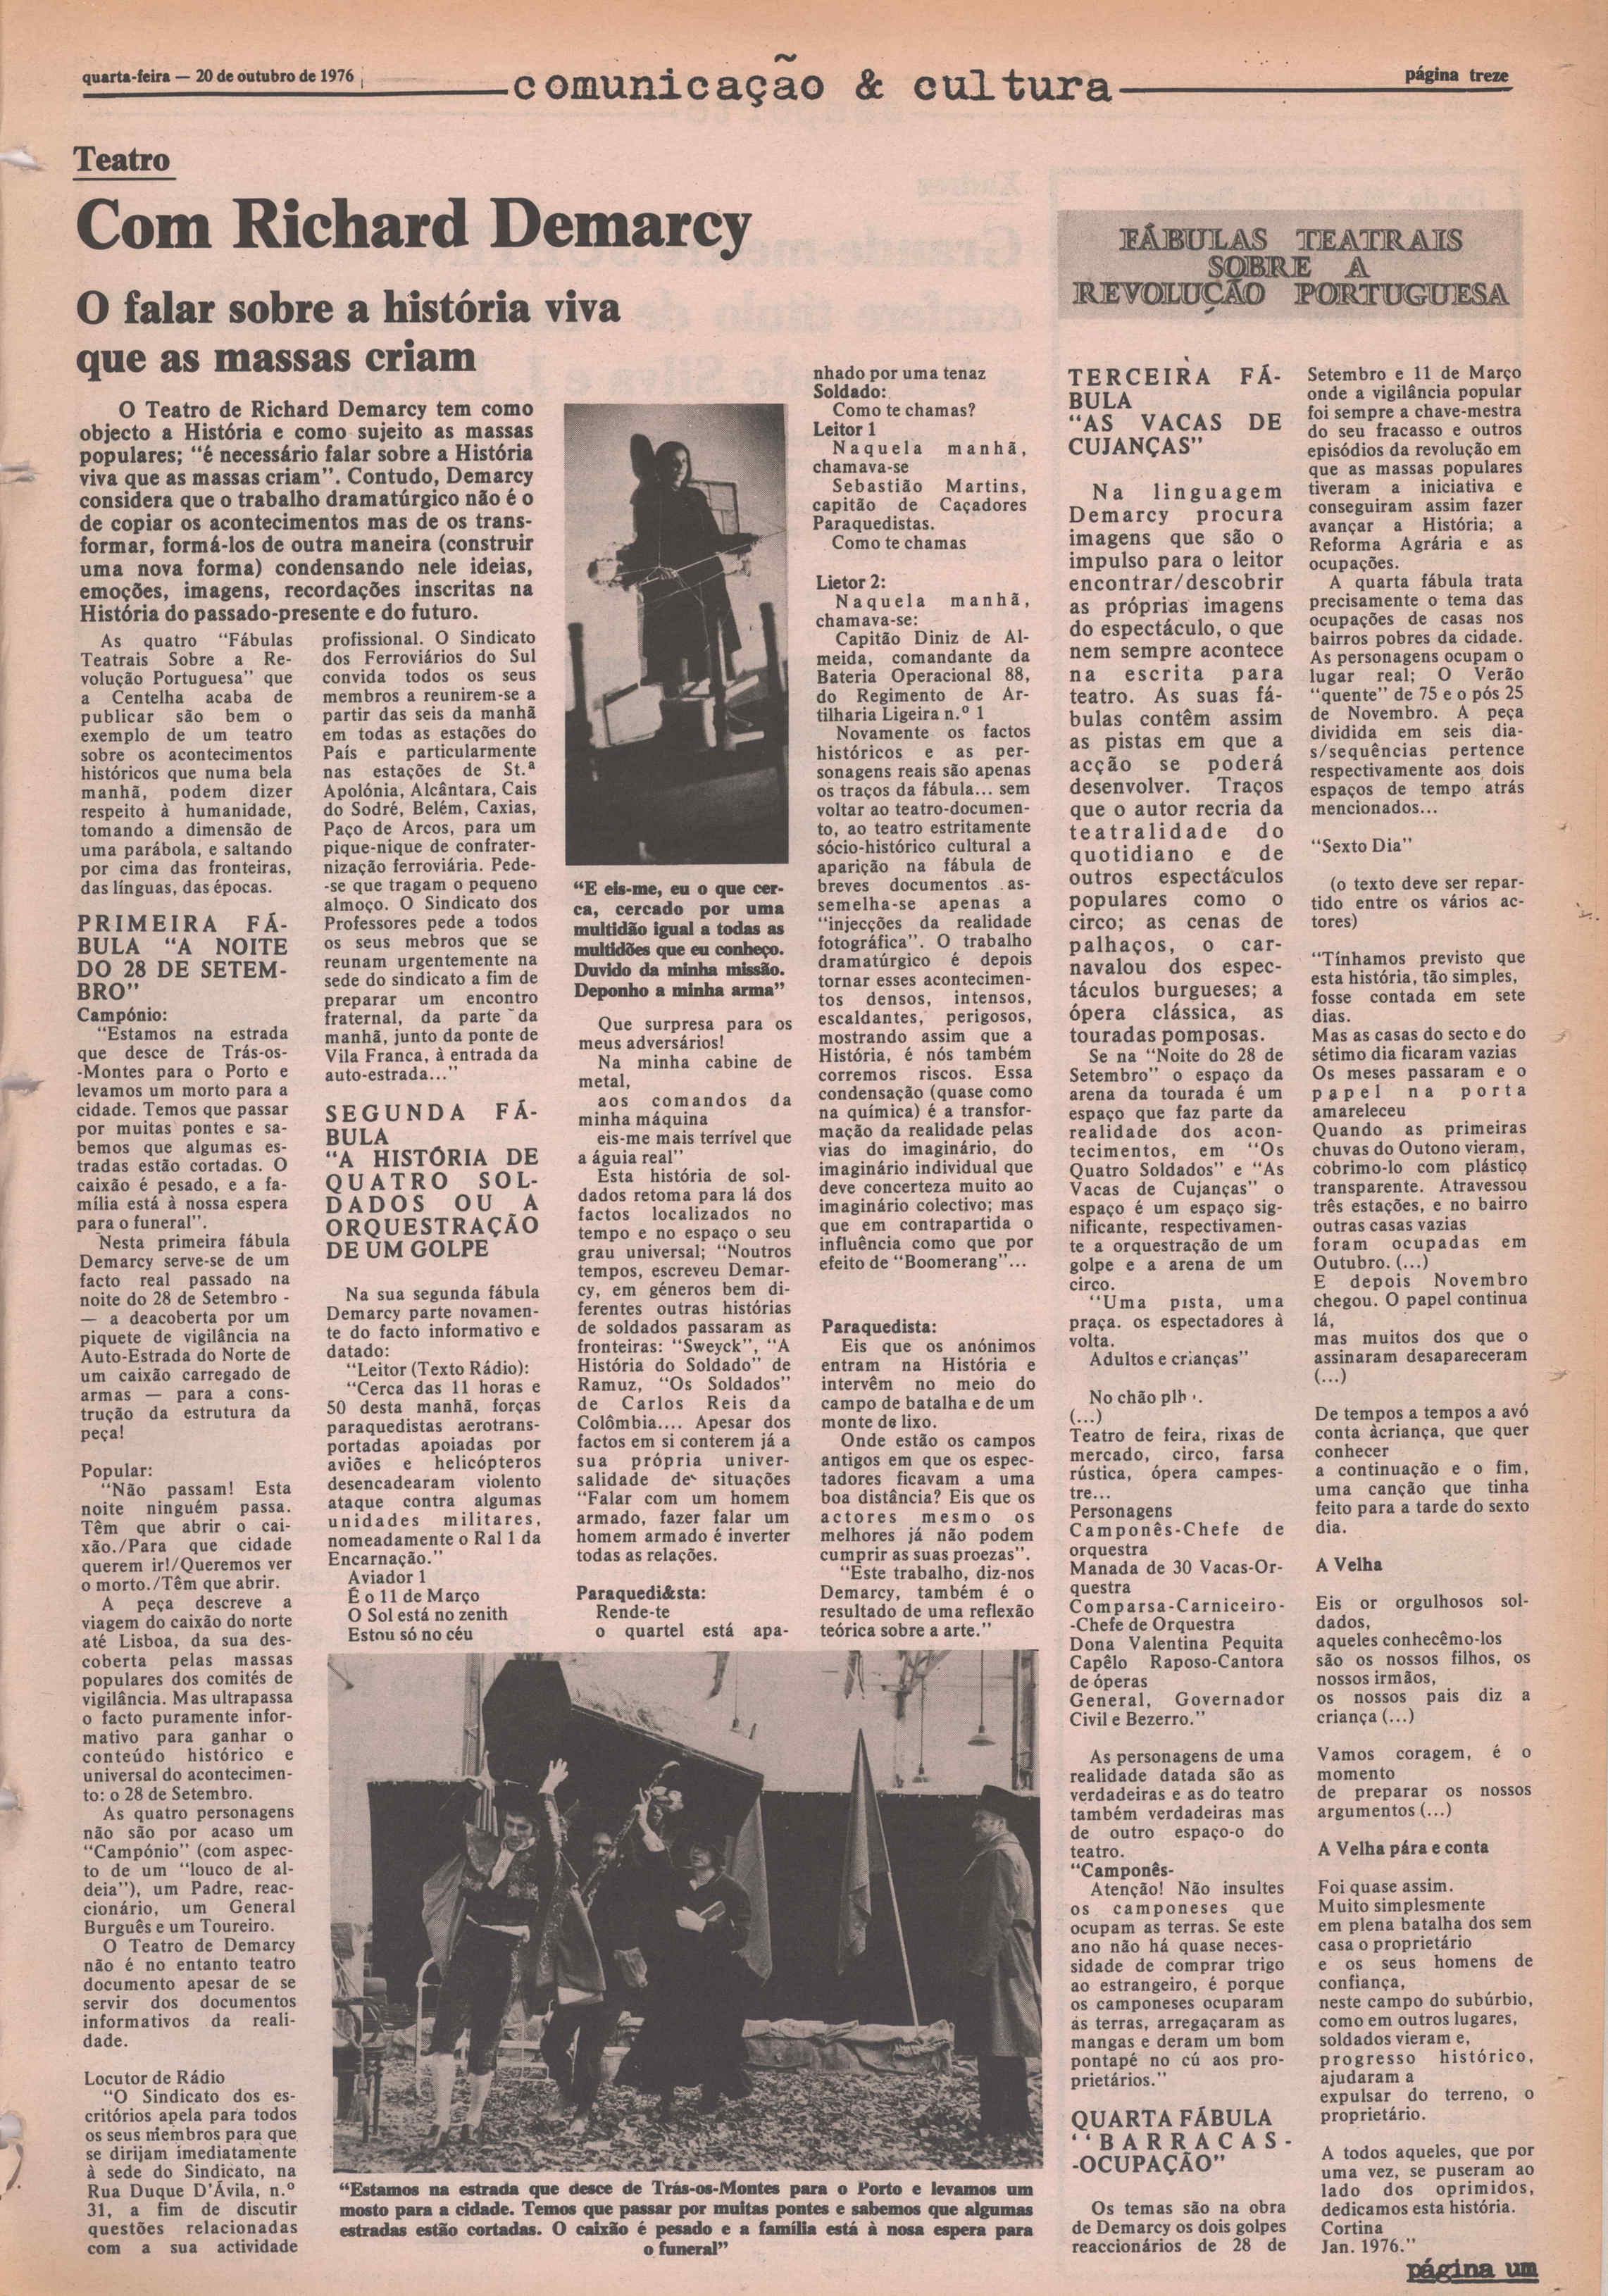 quarta-feira — 20 de outubro de 1976
comunicação & cultura
página treze
Teatro
Com Richard Demarcy
O falar sobre a história viva
que as massas criam
O Teatro de Richard Demarcy tem como
objecto a História e como sujeito as massas
populares; “é necessário falar sobre a História
viva que as massas criam”. Contudo, Demarcy
considera que o trabalho dramatúrgico não é o
de copiar os acontecimentos mas de os trans-
formar, formá-los de outra maneira (construir
uma nova forma) condensando nele ideias,
emoções, imagens, recordações inscritas na
História do passado-presente e do futuro.
As quatro “Fábulas
Teatrais Sobre a Re-
volução Portuguesa” que
a Centelha acaba de
publicar são bem o
exemplo de um teatro
sobre os acontecimentos
históricos que numa bela
manhã, podem dizer
respeito à humanidade,
tomando a dimensão de
uma parábola, e saltando
por cima das fronteiras,
das línguas, das épocas.
PRIMEIRA FÁ-
BULA “A NOITE
DO 28 DE SETEM-
BRO”
Campónio:
“Estamos na estrada
que desce de Trás-os-
-Montes para o Porto e
levamos um morto para a
cidade. Temos que passar
por muitas pontes e sa-
bemos que algumas es-
tradas estão cortadas. O
caixão é pesado, e a fa-
mília está à nossa espera
para o funeral”.
Nesta primeira fábula
Demarcy serve-se de um
facto real passado na
noite do 28 de Setembro -
— a deacoberta por um
piquete de vigilância na
Auto-Estrada do Norte de
um caixão carregado de
armas — para a cons-
trução da estrutura da
peça!
Popular:
“Não passam! Esta
noite ninguém passa.
Têm que abrir o cai-
xão./Para que cidade
querem ir!/Queremos ver
o morto./Têm que abrir.
A peça descreve a
viagem do caixão do norte
até Lisboa, da sua des-
coberta pelas massas
populares dos comités de
vigilância. Mas ultrapassa
o facto puramente infor-
mativo para ganhar o
conteúdo histórico e
universal do acontecimen-
to: o 28 de Setembro.
As quatro personagens
não são por acaso um
“Campónio” (com aspec-
to de um “louco de al-
deia”), um Padre, reac-
cionário, um General
Burguês e um Toureiro.
O Teatro de Demarcy
não é no entanto teatro
documento apesar de se
servir dos documentos
informativos da reali-
dade.
Locutor de Rádio
“O Sindicato dos es-
critórios apela para todos
os seus membros para que
se dirijam imediatamente
à sede do Sindicato, na
Rua Duque D'Ávila, n.º
31, a fim de discutir
questões relacionadas
com a sua actividade
profissional. O Sindicato
dos Ferroviários do Sul
convida todos os seus
membros a reunirem-se a
partir das seis da manhã
em todas as estações do
País e particularmente
nas estações de St.ª
Apolónia, Alcântara, Cais
do Sodré, Belém, Caxias,
Paço de Arcos, para um
pique-nique de confrater-
nização ferroviária. Pede-
-se que tragam o pequeno
almoço. O Sindicato dos
Professores pede a todos
os seus mebros que se
reunam urgentemente na
sede do sindicato a fim de
preparar um encontro
fraternal, da parte da
manhã, junto da ponte de
Vila Franca, à entrada da
auto-estrada...”
SEGUNDA FÁ-
BULA
“A HISTÓRIA DE
QUATRO SOL-
DADOS OU A
ORQUESTRAÇÃO
DE UM GOLPE
Na sua segunda fábula
Demarcy parte novamen-
te do facto informativo e
datado:
“Leitor (Texto Rádio):
“Cerca das 11 horas e
50 desta manhã, forças
paraquedistas aerotrans-
portadas apoiadas por
aviões e helicópteros
desencadearam violento
ataque contra algumas
unidades militares,
nomeadamente o Ral 1 da
Encarnação.”
Aviador 1
É o 11 de Março
O Sol está no zenith
Estou só no céu
“E eis-me, eu o que cer-
ca, cercado por uma
multidão igual a todas as
multidões que eu conheço.
Duvido da minha missão.
Deponho a minha arma”
Que surpresa para os
meus adversários!
Na minha cabine de
metal,
aos comandos da
minha máquina
eis-me mais terrível que
a águia real”
Esta história de sol-
dados retoma para lá dos
factos localizados no
tempo e no espaço o seu
grau universal; “Noutros
tempos, escreveu Demar-
cy, em géneros bem di-
ferentes outras histórias
de soldados passaram as
fronteiras: “Sweyck”, “A
História do Soldado” de
Ramuz, “Os Soldados”
de Carlos Reis da
Colômbia.... Apesar dos
factos em si conterem já a
sua própria univer-
salidade de situações
“Falar com um homem
armado, fazer falar um
homem armado é inverter
todas as relações.
Paraquedi&sta:
Rende-te
o quartel está apa-
nhado por uma tenaz
Soldado:
Como te chamas?
Leitor 1
Naquela manhã,
chamava-se
Sebastião Martins,
capitão de Caçadores
Paraquedistas.
Como te chamas
Lietor 2:
Naquela manhã,
chamava-se:
Capitão Diniz de Al-
meida, comandante da
Bateria Operacional 88,
do Regimento de Ar-
tilharia Ligeira n.º 1
Novamente os factos
históricos e as per-
sonagens reais são apenas
os traços da fábula... sem
voltar ao teatro-documen-
to, ao teatro estritamente
sócio-histórico cultural a
aparição na fábula de
breves documentos as-
semelha-se apenas a
“injecções da realidade
fotográfica”. O trabalho
dramatúrgico é depois
tornar esses acontecimen-
tos densos, intensos,
escaldantes, perigosos,
mostrando assim que a
História, é nós também
corremos riscos. Essa
condensação (quase como
na química) é a transfor-
mação da realidade pelas
vias do imaginário, do
imaginário individual que
deve concerteza muito ao
imaginário colectivo; mas
que em contrapartida o
influência como que por
efeito de “Boomerang”...
Paraquedista:
Eis que os anónimos
entram na História e
intervêm no meio do
campo de batalha e de um
monte de lixo.
Onde estão os campos
antigos em que os espec-
tadores ficavam a uma
boa distância? Eis que os
actores mesmo os
melhores já não podem
cumprir as suas proezas”.
“Este trabalho, diz-nos
Demarcy, também é o
resultado de uma reflexão
teórica sobre a arte.”
“Estamos na estrada que desce de Trás-os-Montes para o Porto e levamos um
mosto para a cidade. Temos que passar por muitas pontes e sabemos que algumas
estradas estão cortadas. O caixão é pesado e a família está à nosa espera para
o funeral”
FÁBULAS TEATRAIS
SOBRE A
REVOLUÇÃO PORTUGUESA
TERCEIRA FÁ-
BULA
“AS VACAS DE
CUJANÇAS”
Na linguagem
Demarcy procura
imagens que são o
impulso para o leitor
encontrar/descobrir
as próprias imagens
do espectáculo, o que
nem sempre acontece
na escrita para
teatro. As suas fá-
bulas contêm assim
as pistas em que a
acção se poderá
desenvolver. Traços
que o autor recria da
teatralidade do
quotidiano e de
outros espectáculos
populares como o
circo; as cenas de
palhaços, o car-
navalou dos espec-
táculos burgueses; a
ópera clássica, as
touradas pomposas.
Se na “Noite do 28 de
Setembro” o espaço da
arena da tourada é um
espaço que faz parte da
realidade dos acon-
tecimentos, em “Os
Quatro Soldados” e “As
Vacas de Cujanças” o
espaço é um espaço sig-
nificante, respectivamen-
te a orquestração de um
golpe e a arena de um
circo.
“Uma pista, uma
praça. os espectadores à
volta.
Adultos e crianças”
No chão
(...)
Teatro de feira, rixas de
mercado, circo, farsa
rústica, ópera campes-
tre...
Personagens
Camponês-Chefe de
orquestra
Manada de 30 Vacas-Or-
questra
Comparsa-Carniceiro-
-Chefe de Orquestra
Dona Valentina Pequita
Capêlo Raposo-Cantora
de óperas
General, Governador
Civil e Bezerro.”
As personagens de uma
realidade datada são as
verdadeiras e as do teatro
também verdadeiras mas
de outro espaço-o do
teatro.
“Camponês-
Atenção! Não insultes
os camponeses que
ocupam as terras. Se este
ano não há quase neces-
sidade de comprar trigo
ao estrangeiro, é porque
os camponeses ocuparam
as terras, arregaçaram as
mangas e deram um bom
pontapé no cú aos pro-
prietários.”
QUARTA FÁBULA
“BARRACAS-
-OCUPAÇÃO”
Os temas são na obra
de Demarcy os dois golpes
reaccionários de 28 de
Setembro e 11 de Março
onde a vigilância popular
foi sempre a chave-mestra
do seu fracasso e outros
episódios da revolução em
que as massas populares
tiveram a iniciativa e
conseguiram assim fazer
avançar a História; a
Reforma Agrária e as
ocupações.
A quarta fábula trata
precisamente o tema das
ocupações de casas nos
bairros pobres da cidade.
As personagens ocupam o
lugar real; O Verão
“quente” de 75 e o pós 25
de Novembro. A peça
dividida em seis dia-
s/sequências pertence
respectivamente aos dois
espaços de tempo atrás
mencionados...
“Sexto Dia”
(o texto deve ser repar-
tido entre os vários ac-
tores)
“Tínhamos previsto que
esta história, tão simples,
fosse contada em sete
dias.
Mas as casas do secto e do
sétimo dia ficaram vazias
Os meses passaram e o
papel na porta
amareleceu
Quando as primeiras
chuvas do Outono vieram,
cobrimo-lo com plástico
transparente. Atravessou
três estações, e no bairro
outras casas vazias
foram ocupadas em
Outubro. (...)
E depois Novembro
chegou. O papel continua
lá,
mas muitos dos que o
assinaram desapareceram
(...)
De tempos a tempos a avó
conta àcriança, que quer
conhecer
a continuação e o fim,
uma canção que tinha
feito para a tarde do sexto
dia.
A Velha
Eis or orgulhosos sol-
dados,
aqueles conhecêmo-los
são os nossos filhos, os
nossos irmãos,
os nossos pais diz a
criança (...)
Vamos coragem, é o
momento
de preparar os nossos
argumentos (...)
A Velha pára e conta
Foi quase assim.
Muito simplesmente
em plena batalha dos sem
casa o proprietário
e os seus homens de
confiança,
neste campo do subúrbio,
como em outros lugares,
soldados vieram e,
progresso histórico,
ajudaram a
expulsar do terreno, o
proprietário.
A todos aqueles, que por
uma vez, se puseram ao
lado dos oprimidos,
dedicamos esta história.
Cortina
Jan. 1976.”
página um